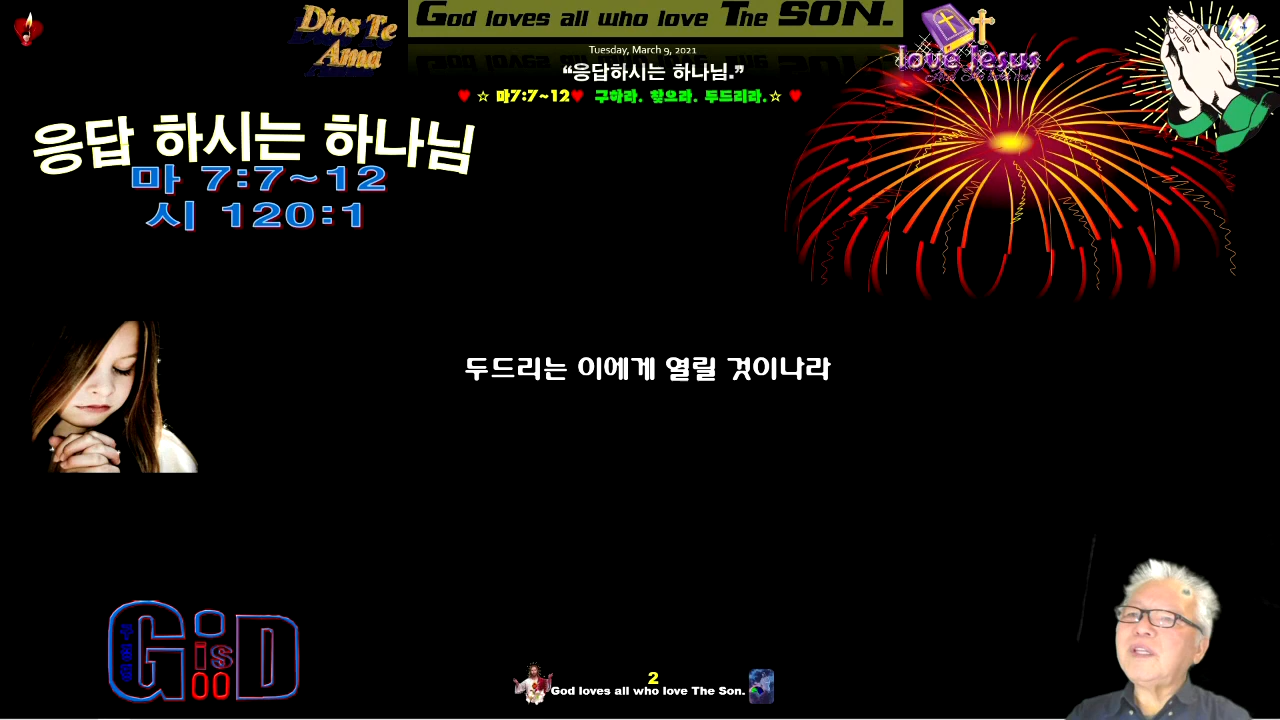 Dios Te
Ama
God loves all who love The SON.
Tuesday, March 9, 2021
“응답하시는 하나님.”
♥ ☆ 마7:7~12♥ 구하라. 찾으라. 두드리라.☆ ♥
love Jesus
응답 하시는 하나님
마 7:7~12
시 120:1
두드리는 이에게 열릴 것이니라
GiD
is
00
2
God loves all who love The Son.